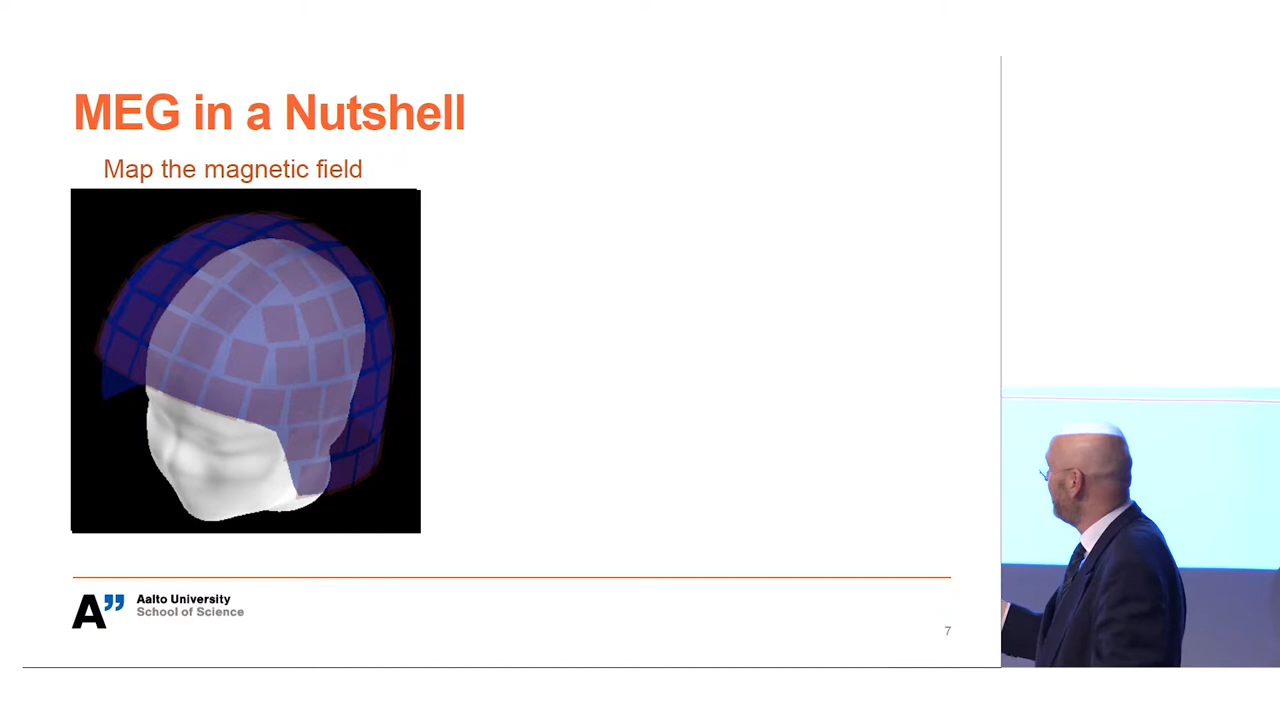 MEG in a Nutshell
Map the magnetic field
A”
Aalto University
School of Science
7